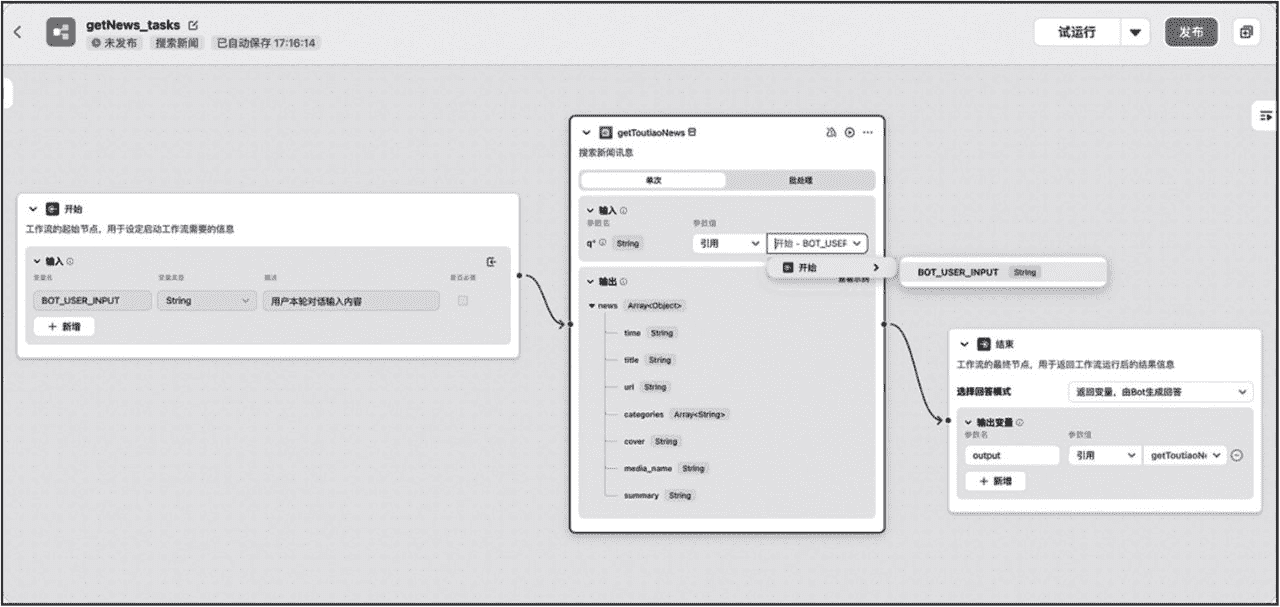 getNews_tasks
未发布 搜索新闻 已自动保存 17:16:14
试运行
发布
开始
工作流的起始节点，用于设定启动工作流需要的信息
输入
变量名 变量类型 描述 是否必要
BOT_USER_INPUT String 用户本轮对话输入内容
+ 新增
getToutiaoNews
搜索新闻讯息
单次 批处理
输入
参数名 参数值
q* String 引用 开始 - BOT_USER
开始
BOT_USER_INPUT String
输出 查看示例
news Array<Object>
time String
title String
url String
categories Array<String>
cover String
media_name String
summary String
结束
工作流的最终节点，用于返回工作流运行后的结果信息
选择回答模式 返回变量，由Bot生成回答
输出变量
参数名 参数值
output 引用 getToutiaoN
+ 新增